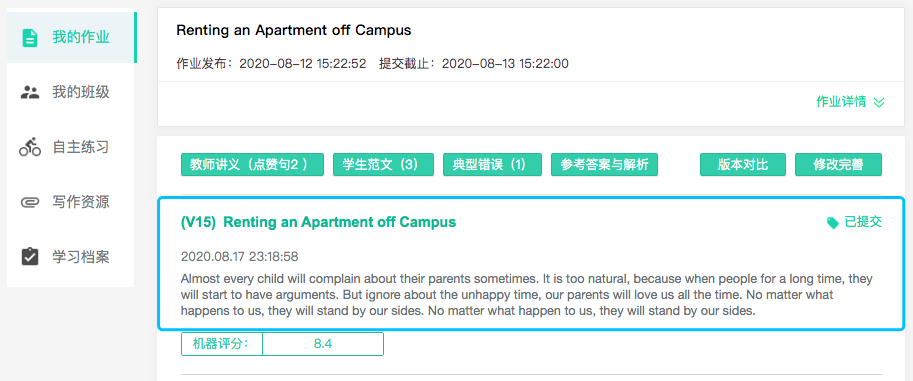 我的作业
我的班级
自主练习
写作资源
学习档案
Renting an Apartment off Campus
作业发布：2020-08-12 15:22:52 提交截止：2020-08-13 15:22:00
作业详情
教师讲义（点赞句2 ） 学生范文（3） 典型错误（1） 参考答案与解析 版本对比 修改完善
(V15) Renting an Apartment off Campus 已提交
2020.08.17 23:18:58
Almost every child will complain about their parents sometimes. It is too natural, because when people for a long time, they
will start to have arguments. But ignore about the unhappy time, our parents will love us all the time. No matter what
happens to us, they will stand by our sides. No matter what happen to us, they will stand by our sides.
机器评分： 8.4